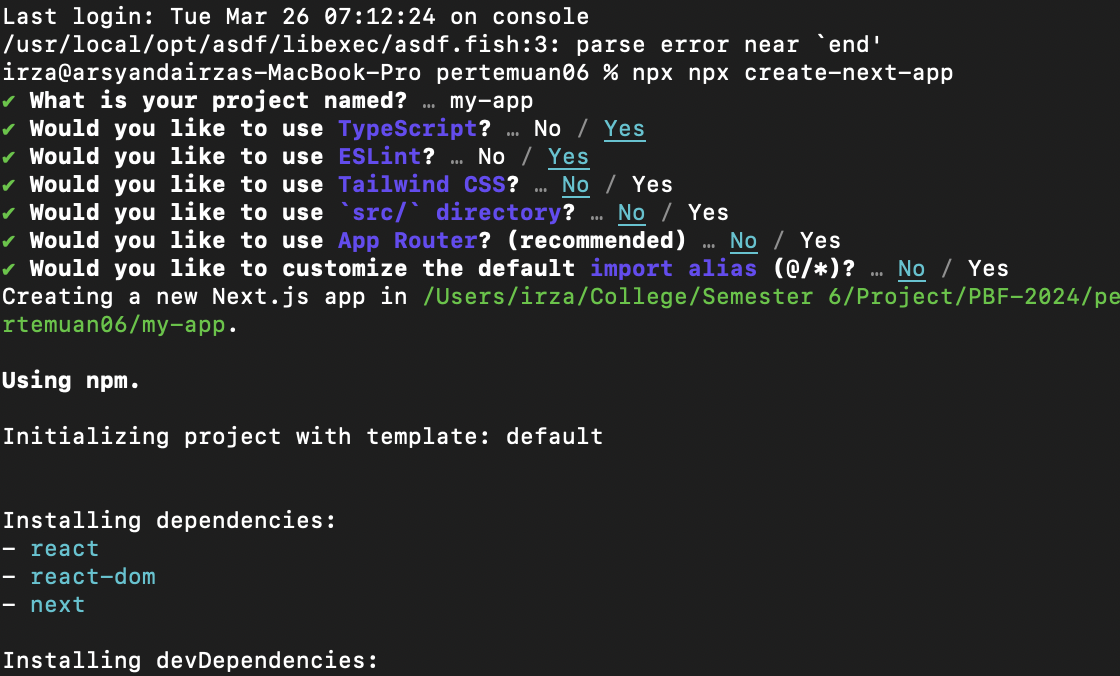 Last login: Tue Mar 26 07:12:24 on console
/usr/local/opt/asdf/libexec/asdf.fish:3: parse error near `end'
irza@arsyandairzas-MacBook-Pro pertemuan06 % npx npx create-next-app
✔ What is your project named? … my-app
✔ Would you like to use TypeScript? … No / Yes
✔ Would you like to use ESLint? … No / Yes
✔ Would you like to use Tailwind CSS? … No / Yes
✔ Would you like to use `src/` directory? … No / Yes
✔ Would you like to use App Router? (recommended) … No / Yes
✔ Would you like to customize the default import alias (@/*)? … No / Yes
Creating a new Next.js app in /Users/irza/College/Semester 6/Project/PBF-2024/pe
rtemuan06/my-app.
Using npm.
Initializing project with template: default
Installing dependencies:
- react
- react-dom
- next
Installing devDependencies: